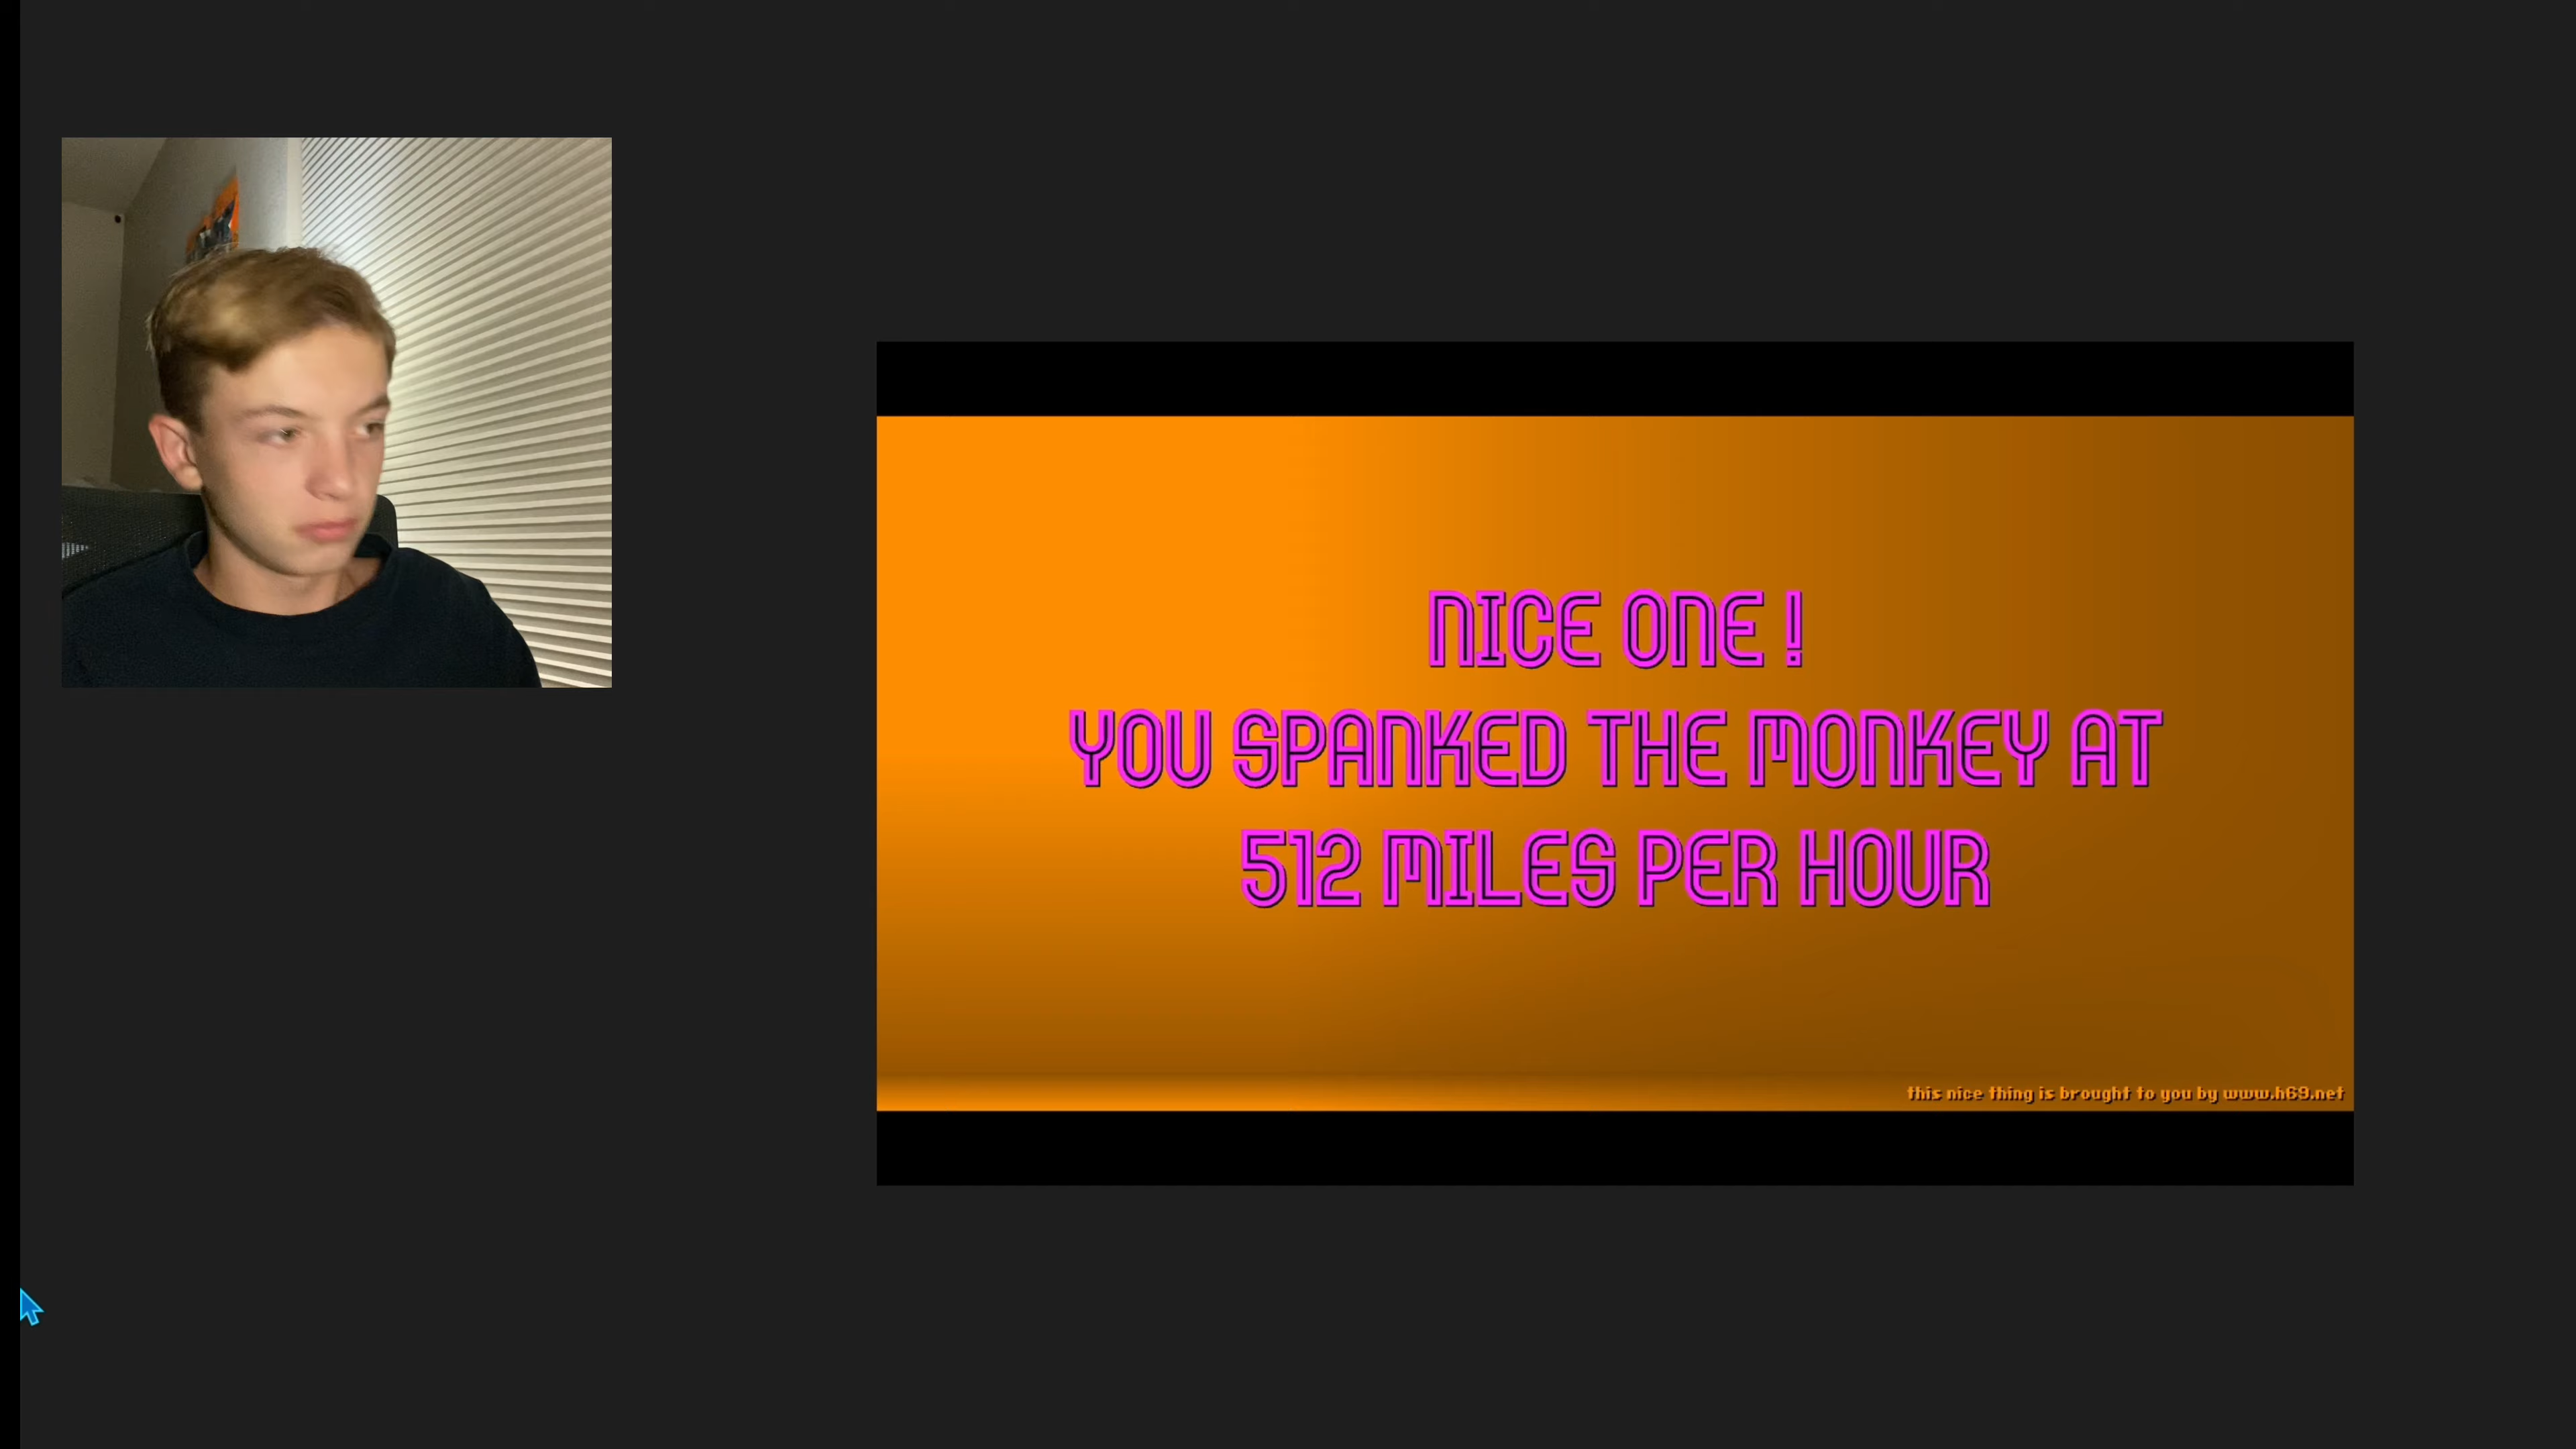 NICE ONE !
YOU SPANKED THE MONKEY AT
512 MILES PER HOUR
this nice thing is brought to you by www.h69.net